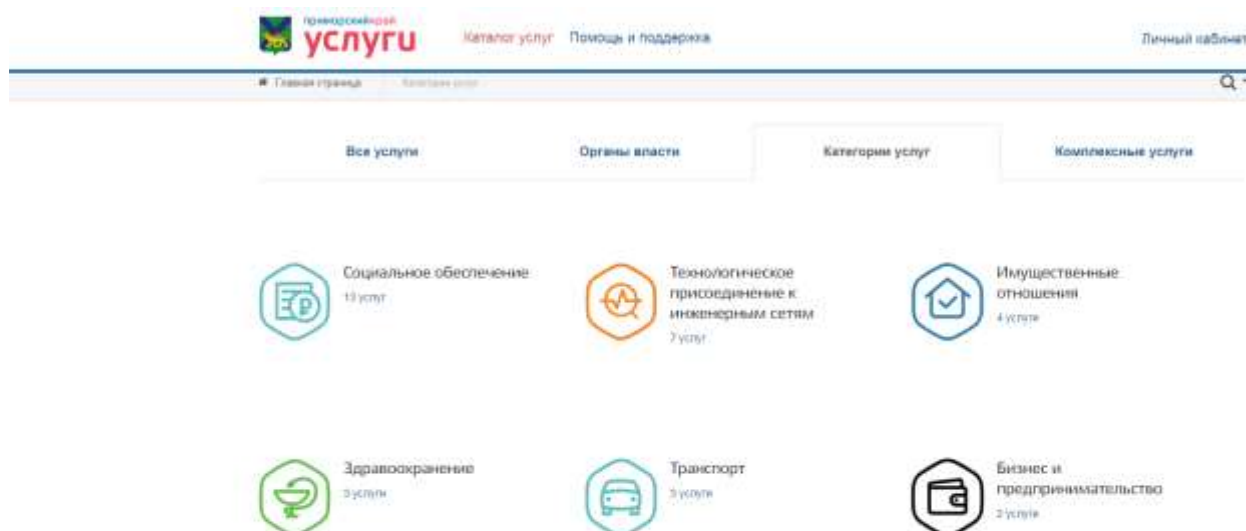 приморскийкрай
услуги
Каталог услуг Помощь и поддержка Личный кабинет
Главная страница Категории услуг
Все услуги Органы власти Категории услуг Комплексные услуги
Социальное обеспечение
13 услуг
Технологическое
присоединение к
инженерным сетям
7 услуг
Имущественные
отношения
4 услуги
Здравоохранение
3 услуги
Транспорт
3 услуги
Бизнес и
предпринимательство
2 услуги